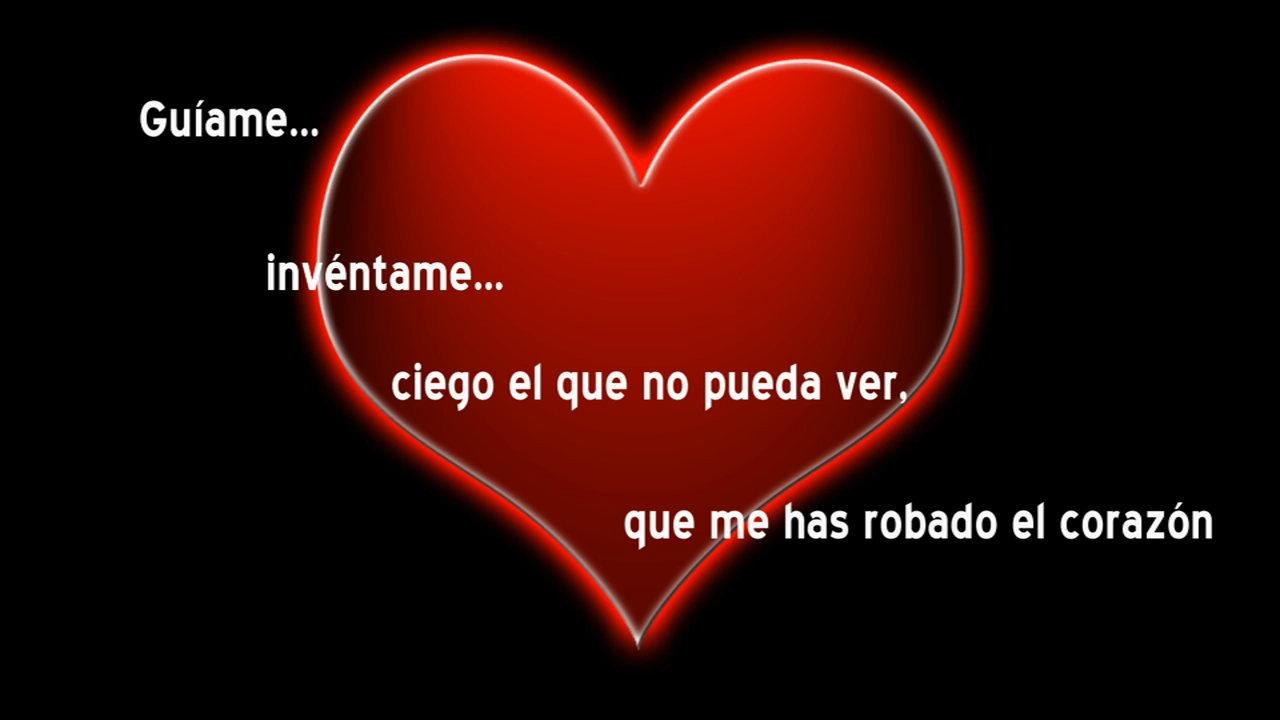 Guíame...
invéntame...
ciego el que no pueda ver,
que me has robado el corazón